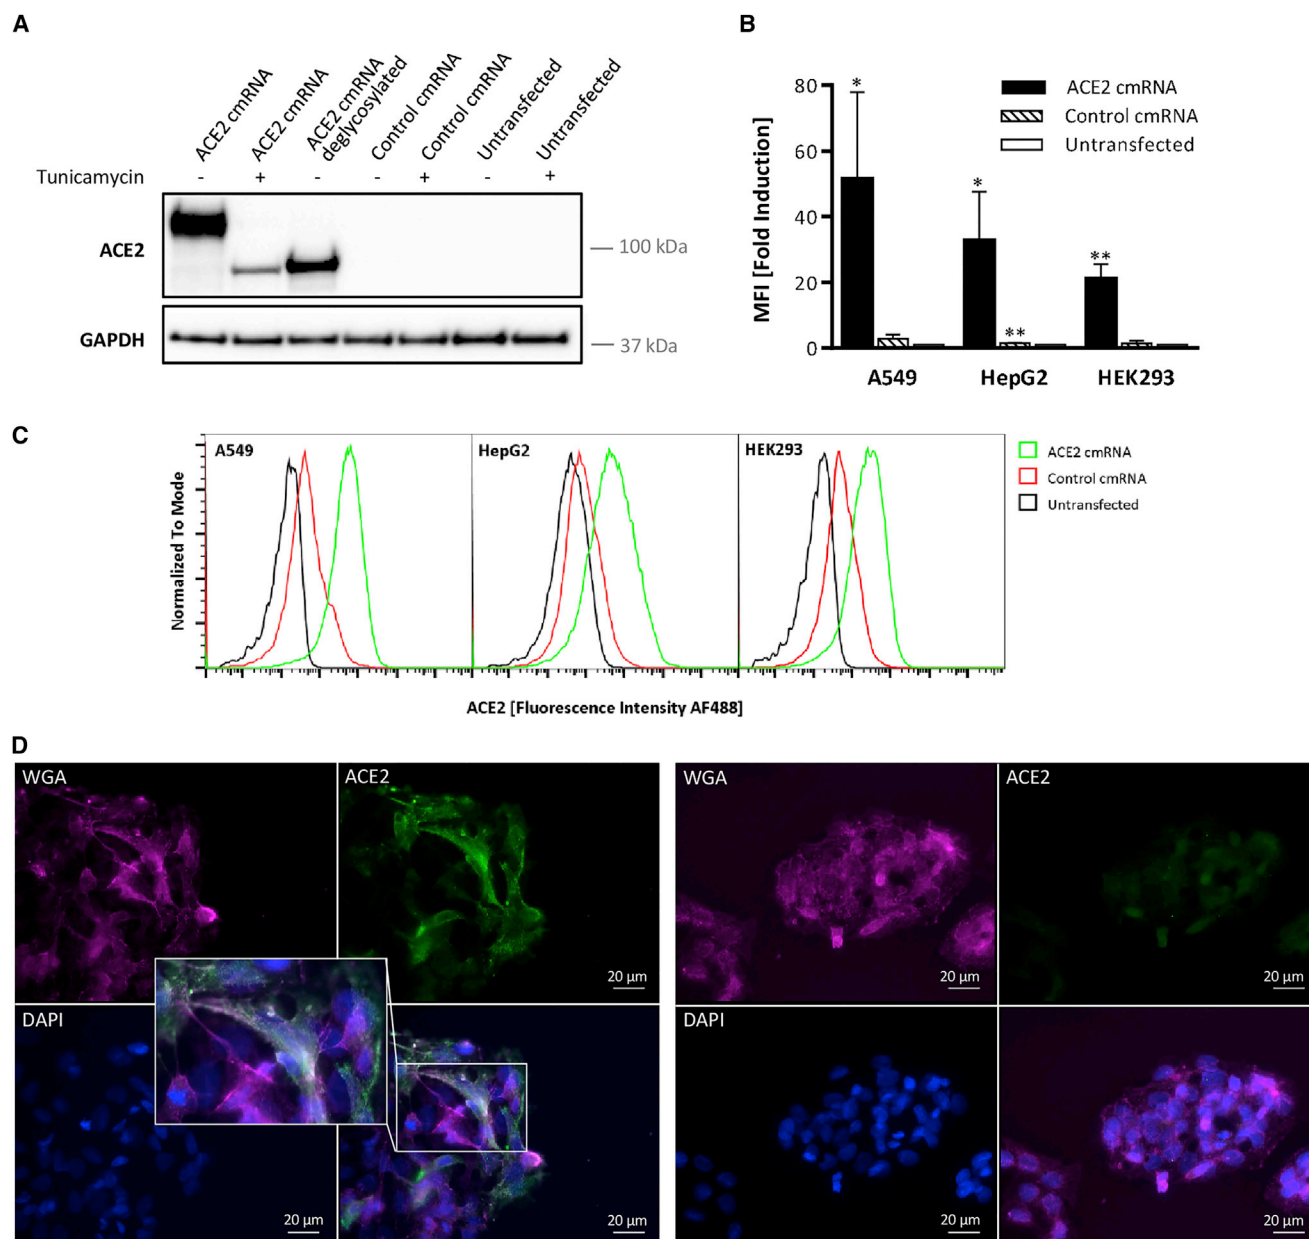 A
ACE2 cmRNA
ACE2 cmRNA
ACE2 cmRNA
deglycosylated
Control cmRNA
Control cmRNA
Untransfected
Untransfected
Tunicamycin - + - - + - +
ACE2
100 kDa
GAPDH
37 kDa
B
MFI [Fold Induction]
80
60
40
20
0
*
*
**
**
A549 HepG2 HEK293
ACE2 cmRNA
Control cmRNA
Untransfected
C
Normalized To Mode
A549 HepG2 HEK293
ACE2 cmRNA
Control cmRNA
Untransfected
ACE2 [Fluorescence Intensity AF488]
D
WGA ACE2 WGA ACE2
20 µm 20 µm
DAPI DAPI
20 µm 20 µm 20 µm 20 µm